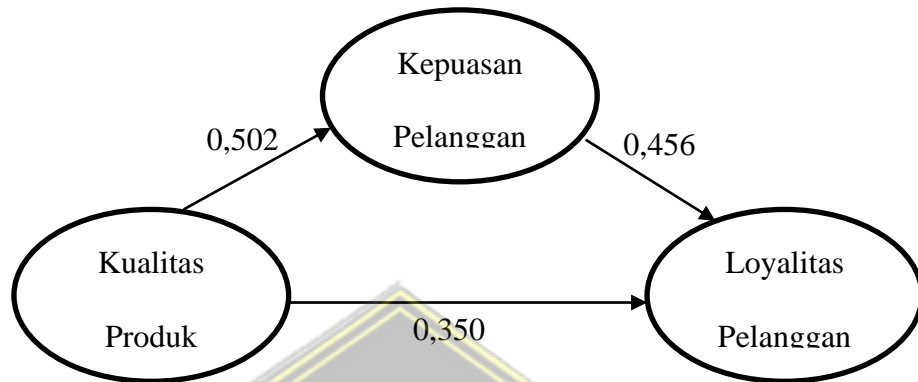 Kepuasan
Pelanggan
0,502
0,456
Kualitas
Produk
Loyalitas
Pelanggan
0,350